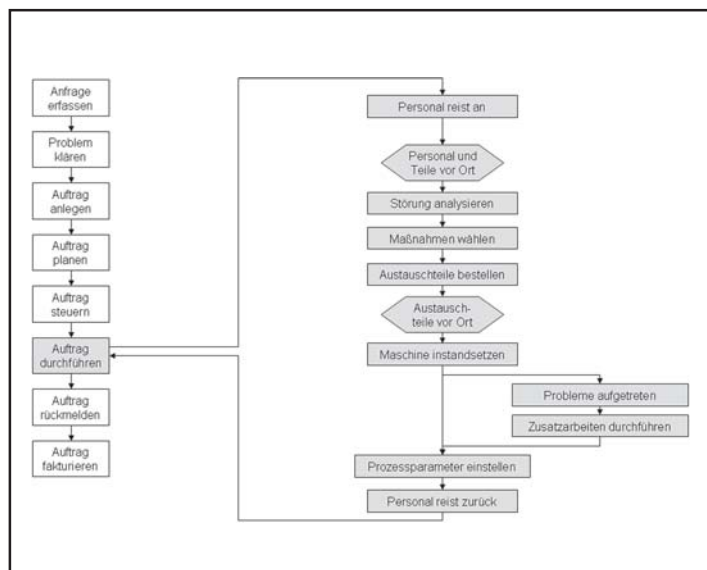 Anfrage
erfassen
Problem
klären
Auftrag
anlegen
Auftrag
planen
Auftrag
steuern
Auftrag
durchführen
Auftrag
rückmelden
Auftrag
fakturieren
Personal reist an
Personal und
Teile vor Ort
Störung analysieren
Maßnahmen wählen
Austauschteile bestellen
Austausch-
teile vor Ort
Maschine instandsetzen
Probleme aufgetreten
Zusatzarbeiten durchführen
Prozessparameter einstellen
Personal reist zurück